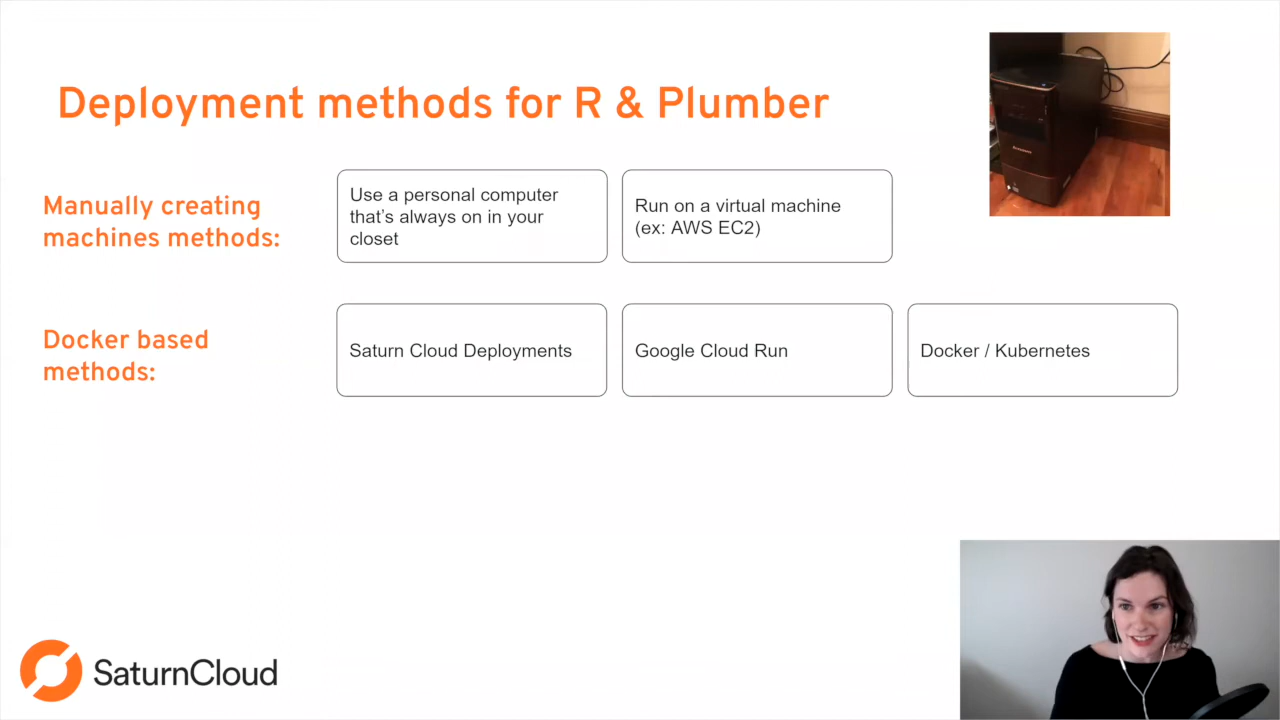 Deployment methods for R & Plumber
Manually creating
machines methods:
Use a personal computer
that's always on in your
closet
Run on a virtual machine
(ex: AWS EC2)
Docker based
methods:
Saturn Cloud Deployments
Google Cloud Run
Docker / Kubernetes
SaturnCloud